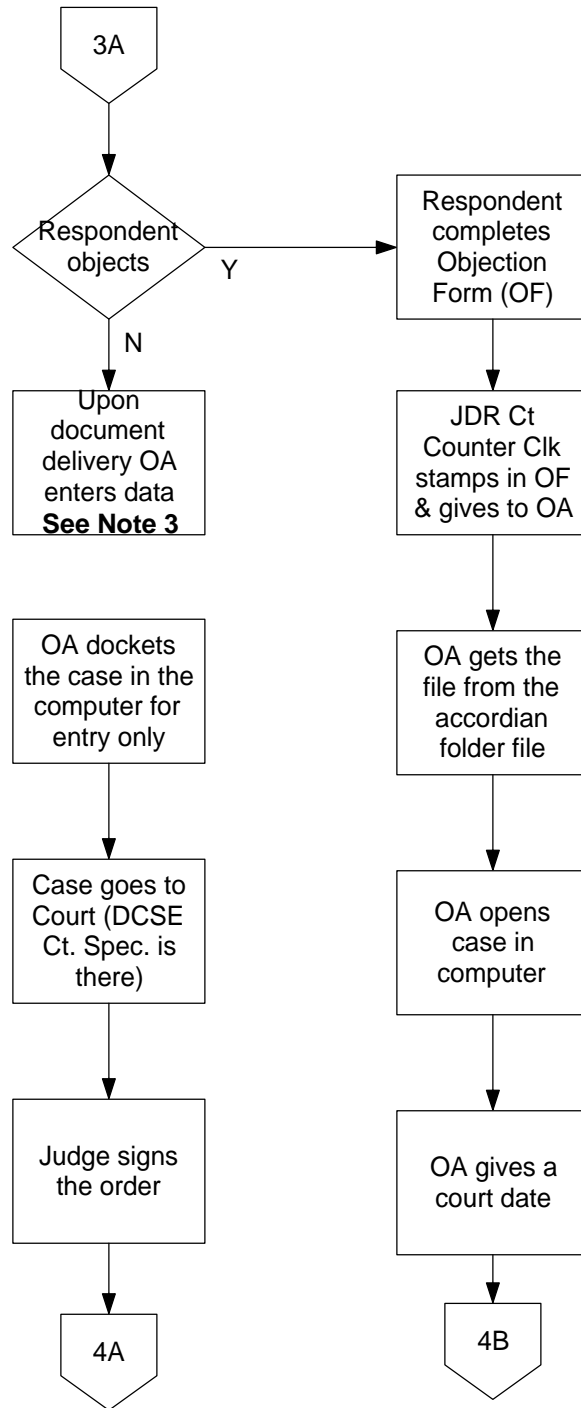 3A
Respondent
objects
Y
N
Respondent
completes
Objection
Form (OF)
Upon
document
delivery OA
enters data
See Note 3
JDR Ct
Counter Clk
stamps in OF
& gives to OA
OA dockets
the case in the
computer for
entry only
OA gets the
file from the
accordian
folder file
Case goes to
Court (DCSE
Ct. Spec. is
there)
OA opens
case in
computer
Judge signs
the order
OA gives a
court date
4A
4B